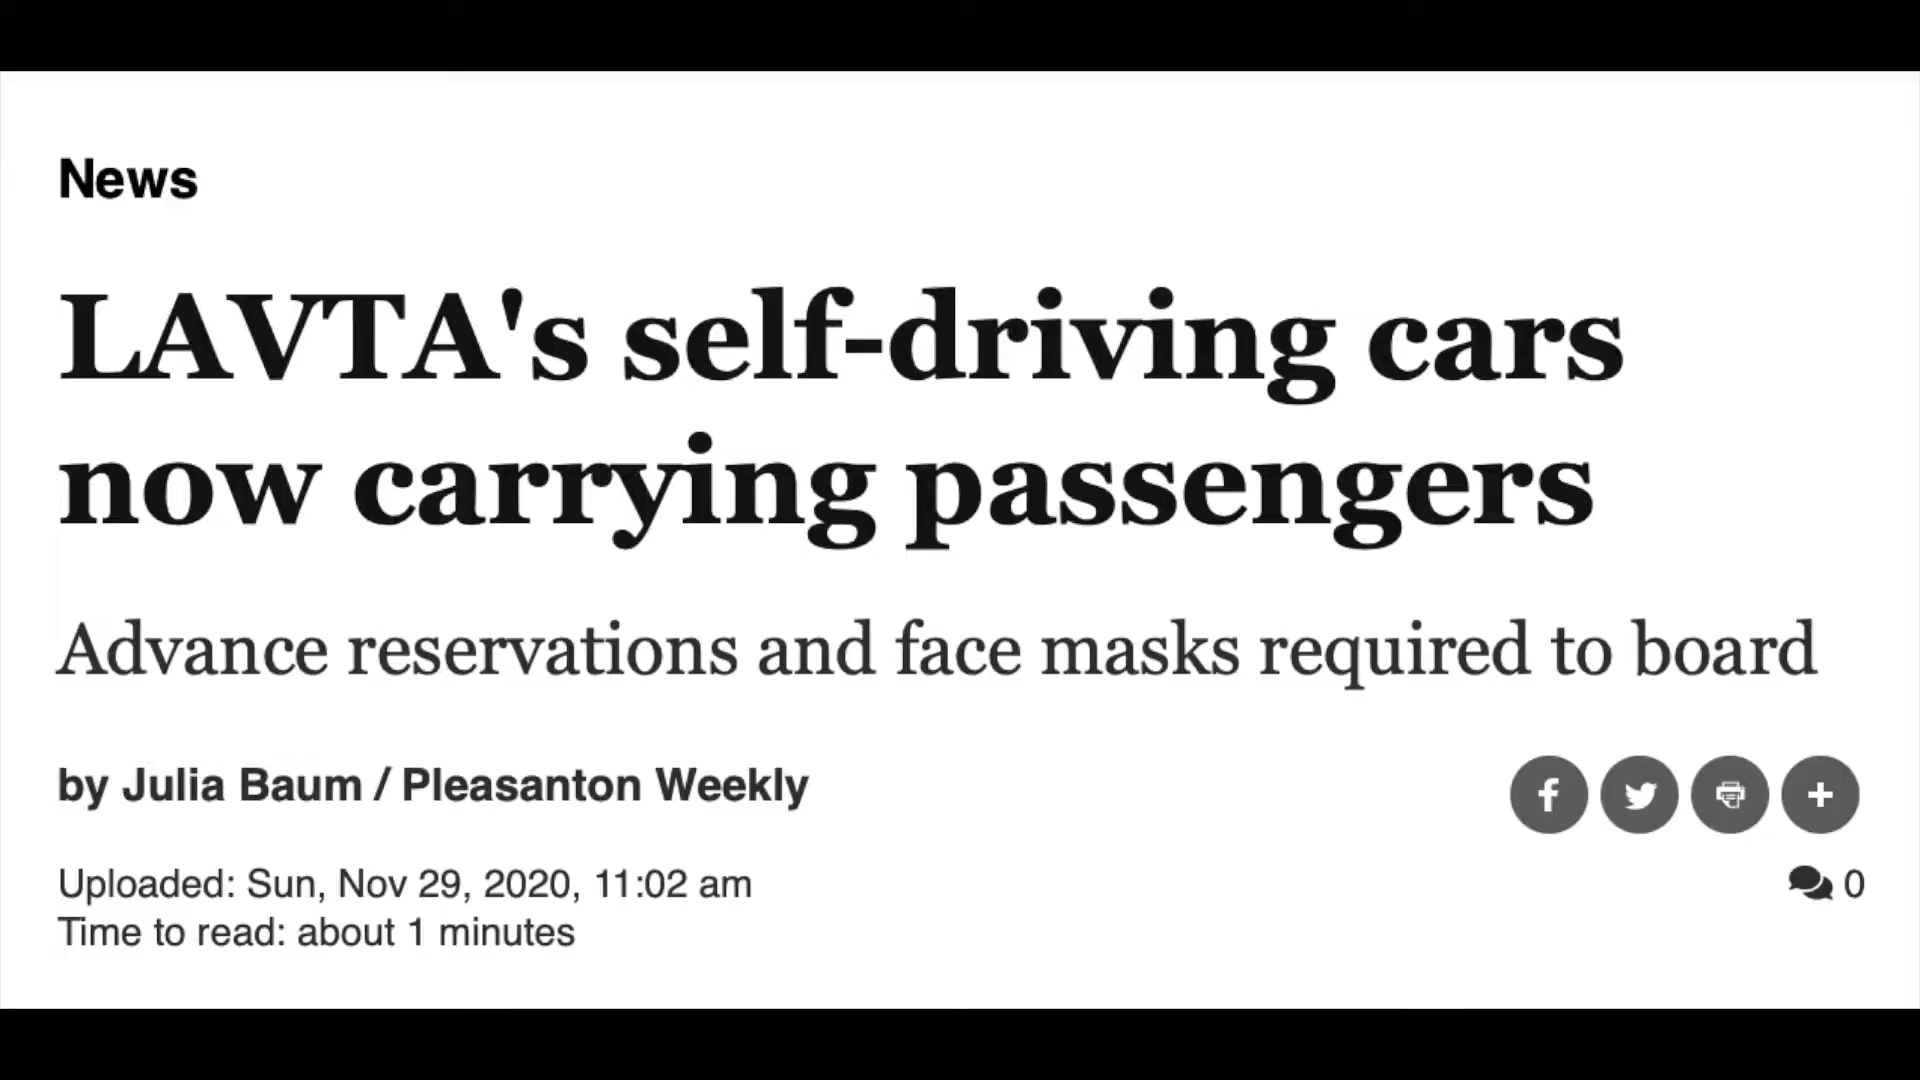 News
LAVTA's self-driving cars
now carrying passengers
Advance reservations and face masks required to board
by Julia Baum / Pleasanton Weekly
Uploaded: Sun, Nov 29, 2020, 11:02 am
0
Time to read: about 1 minutes